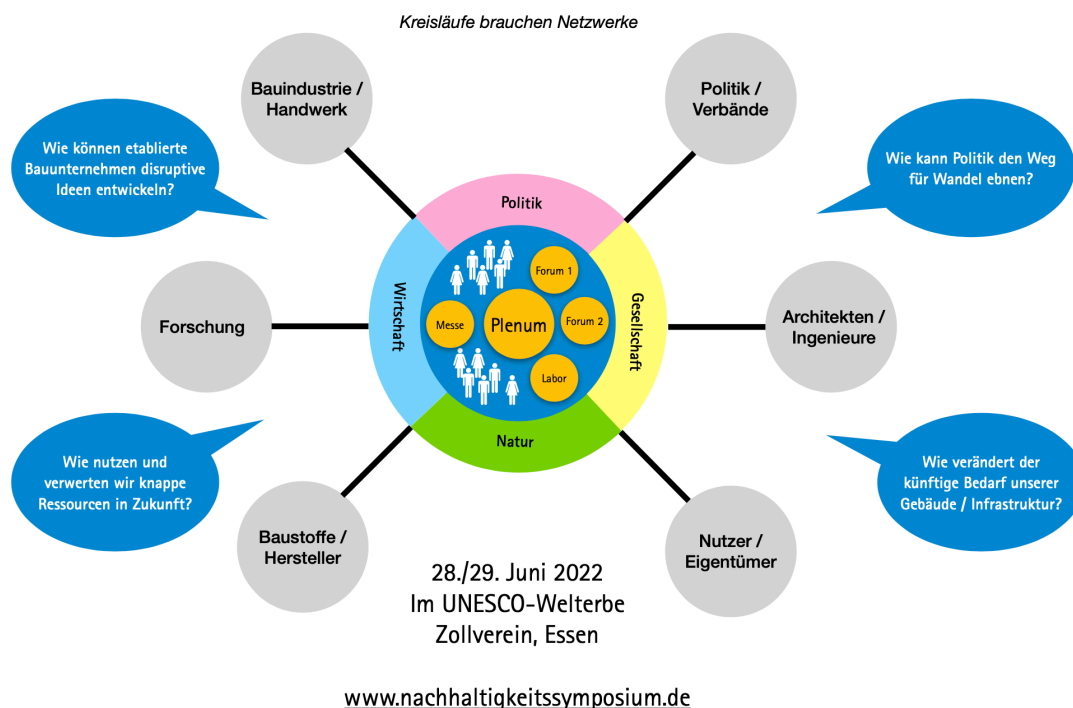 Kreisläufe brauchen Netzwerke
Bauindustrie /
Handwerk
Politik /
Verbände
Wie können etablierte
Bauunternehmen disruptive
Ideen entwickeln?
Wie kann Politik den Weg
für Wandel ebnen?
Politik
Wirtschaft
Gesellschaft
Natur
Forum 1
Messe
Plenum
Forum 2
Labor
Forschung
Architekten /
Ingenieure
Wie nutzen und
verwerten wir knappe
Ressourcen in Zukunft?
Wie verändert der
künftige Bedarf unserer
Gebäude / Infrastruktur?
Baustoffe /
Hersteller
Nutzer /
Eigentümer
28./29. Juni 2022
Im UNESCO-Welterbe
Zollverein, Essen
www.nachhaltigkeitssymposium.de